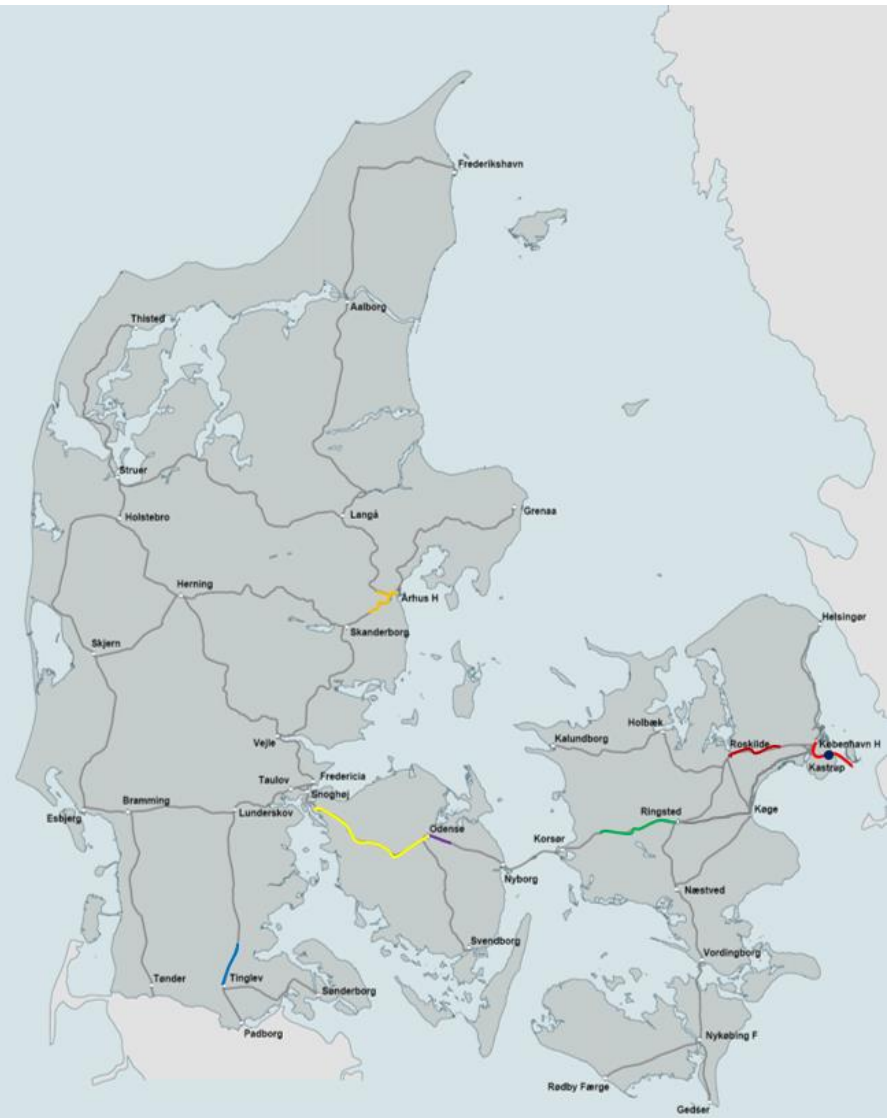 Frederikshavn
Aalborg
Thisted
Struer
Holstebro
Langå
Grenaa
Herning
Århus H
Skanderborg
Skjern
Helsingør
Holbæk
Kalundborg
Roskilde
København H
Kastrup
Vejle
Fredericia
Taulov
Snoghøj
Esbjerg
Bramming
Lunderskov
Odense
Ringsted
Køge
Korsør
Nyborg
Næstved
Svendborg
Vordingborg
Tønder
Tinglev
Sønderborg
Padborg
Nykøbing F
Rødby Færge
Gedser